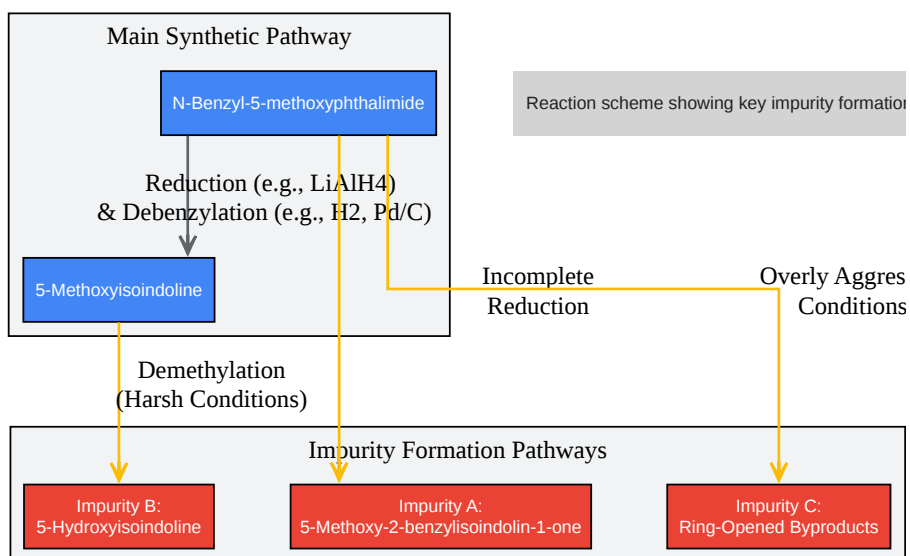 Main Synthetic Pathway
N-Benzyl-5-methoxyphthalimide
Reaction scheme showing key impurity formation
Reduction (e.g., LiAlH4)
& Debenzylation (e.g., H2, Pd/C)
5-Methoxyisoindoline
Incomplete
Reduction
Overly Aggres
Conditions
Demethylation
(Harsh Conditions)
Impurity Formation Pathways
Impurity B:
5-Hydroxyisoindoline
Impurity A:
5-Methoxy-2-benzylisoindolin-1-one
Impurity C:
Ring-Opened Byproducts